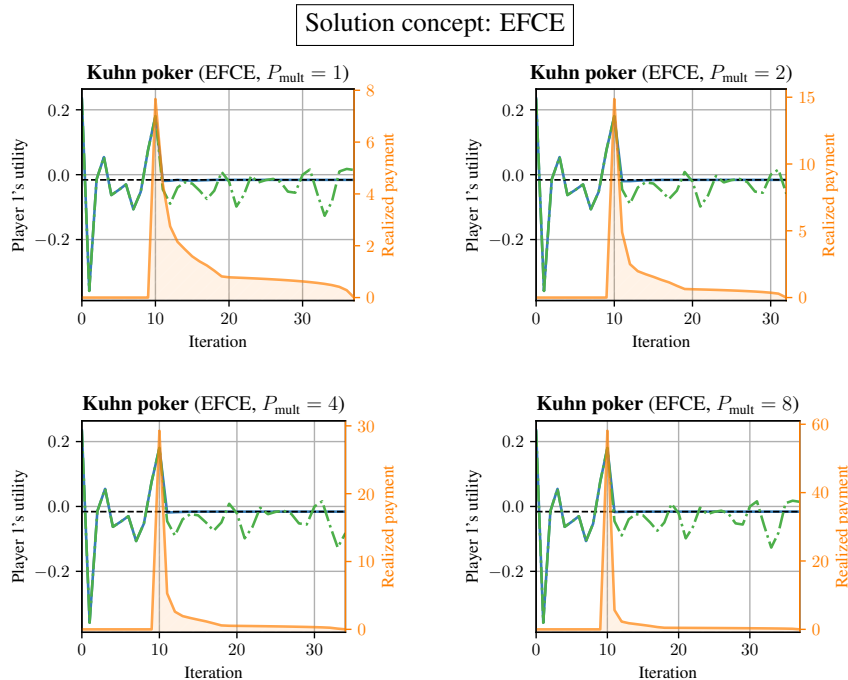 Solution concept: EFCE
Kuhn poker (EFCE, P_mult = 1)
Player 1's utility
0.2
0.0
−0.2
8
6
4
2
0
Realized payment
0 10 20 30
Iteration
Kuhn poker (EFCE, P_mult = 2)
Player 1's utility
0.2
0.0
−0.2
15
10
5
0
Realized payment
0 10 20 30
Iteration
Kuhn poker (EFCE, P_mult = 4)
Player 1's utility
0.2
0.0
−0.2
30
20
10
0
Realized payment
0 10 20 30
Iteration
Kuhn poker (EFCE, P_mult = 8)
Player 1's utility
0.2
0.0
−0.2
60
40
20
0
Realized payment
0 10 20 30
Iteration